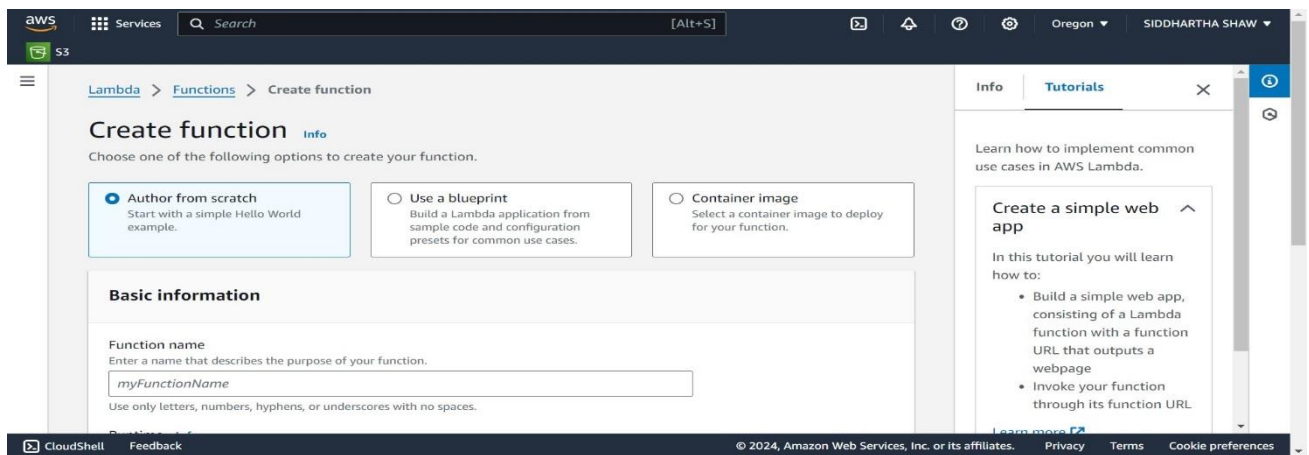 aws
Services
Search
[Alt+S]
Oregon
SIDDHARTHA SHAW
S3
Lambda > Functions > Create function
Create function Info
Choose one of the following options to create your function.
Author from scratch
Start with a simple Hello World
example.
Use a blueprint
Build a Lambda application from
sample code and configuration
presets for common use cases.
Container image
Select a container image to deploy
for your function.
Basic information
Function name
Enter a name that describes the purpose of your function.
myFunctionName
Use only letters, numbers, hyphens, or underscores with no spaces.
Info
Tutorials
Learn how to implement common
use cases in AWS Lambda.
Create a simple web
app
In this tutorial you will learn
how to:
• Build a simple web app,
consisting of a Lambda
function with a function
URL that outputs a
webpage
• Invoke your function
through its function URL
Learn more
CloudShell Feedback
© 2024, Amazon Web Services, Inc. or its affiliates. Privacy Terms Cookie preferences